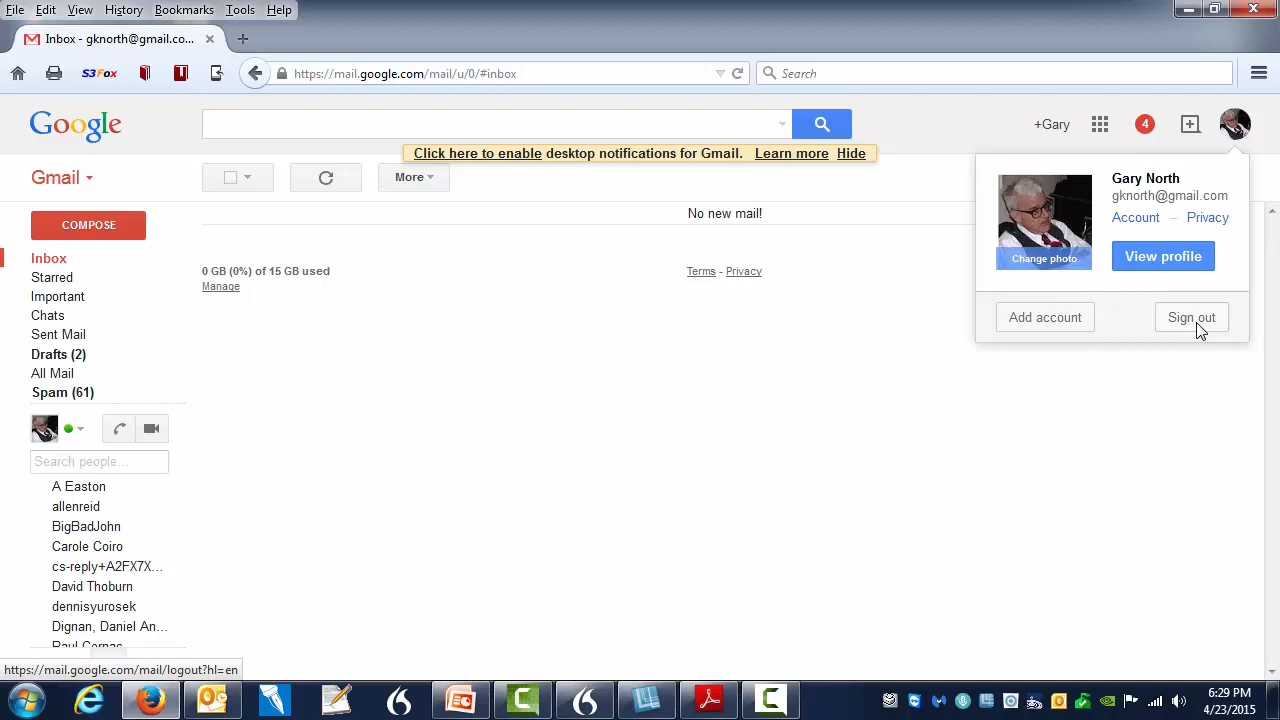 File Edit View History Bookmarks Tools Help
Inbox - gknorth@gmail.co...
S3Fox
https://mail.google.com/mail/u/0/#inbox
Search
Google
+Gary
4
Click here to enable desktop notifications for Gmail. Learn more Hide
Gmail
More
Gary North
gknorth@gmail.com
Account – Privacy
Change photo
View profile
Add account
Sign out
COMPOSE
No new mail!
Inbox
Starred
Important
Chats
Sent Mail
Drafts (2)
All Mail
Spam (61)
0 GB (0%) of 15 GB used
Manage
Terms - Privacy
Search people...
A Easton
allenreid
BigBadJohn
Carole Coiro
cs-reply+A2FX7X...
David Thoburn
dennisyurosek
Dignan, Daniel An...
Paul Cornas
https://mail.google.com/mail/logout?hl=en
6:29 PM
4/23/2015